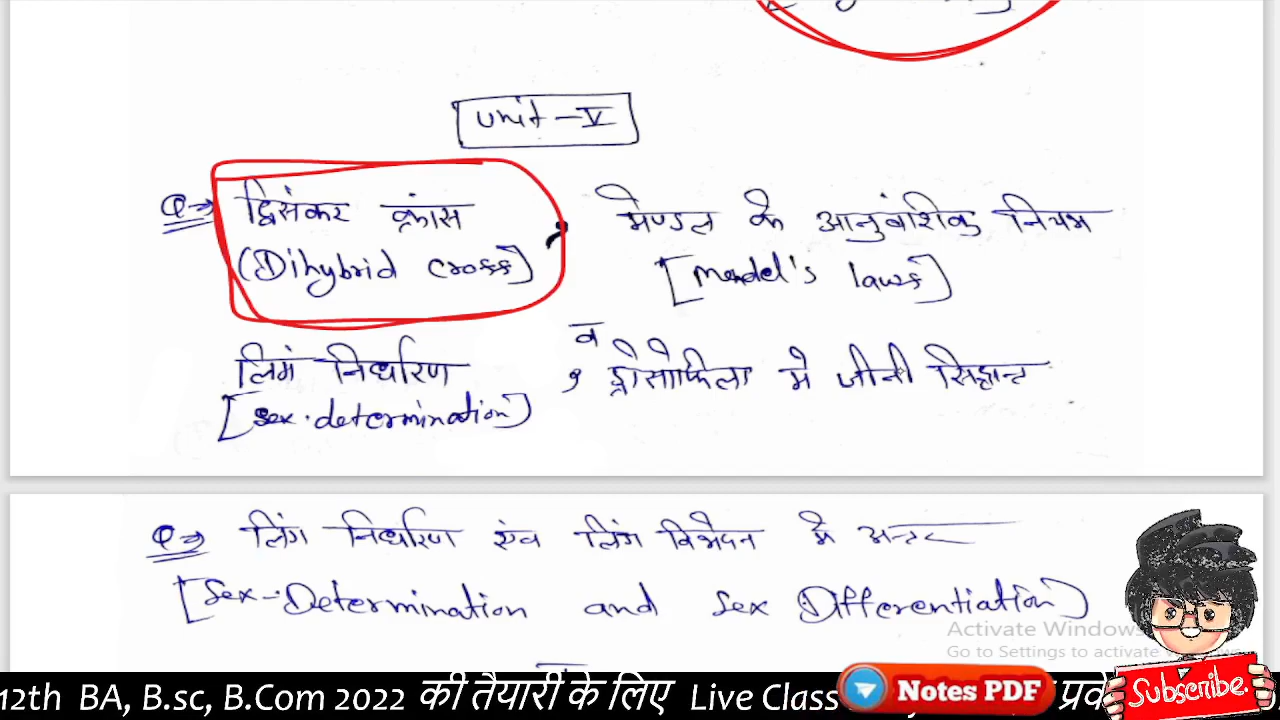 Unit - V
Q→ द्विसंकर क्रांस , मेण्डल के आनुवंशिक नियम
(Dihybrid cross) [Mendel's laws]
लिगं निर्धारण , व ड्रोसोफिला मे जीनी सिद्धान्त
[sex.determination]
Q→ लिंग निर्धारण एंव लिंग विभेदन मे अन्तर
[Sex-Determination and Sex Differentiation]
Activate Windows
Go to Settings to activate
12th BA, B.sc, B.Com 2022 की तैयारी के लिए Live Class
Notes PDF
Subscribe.